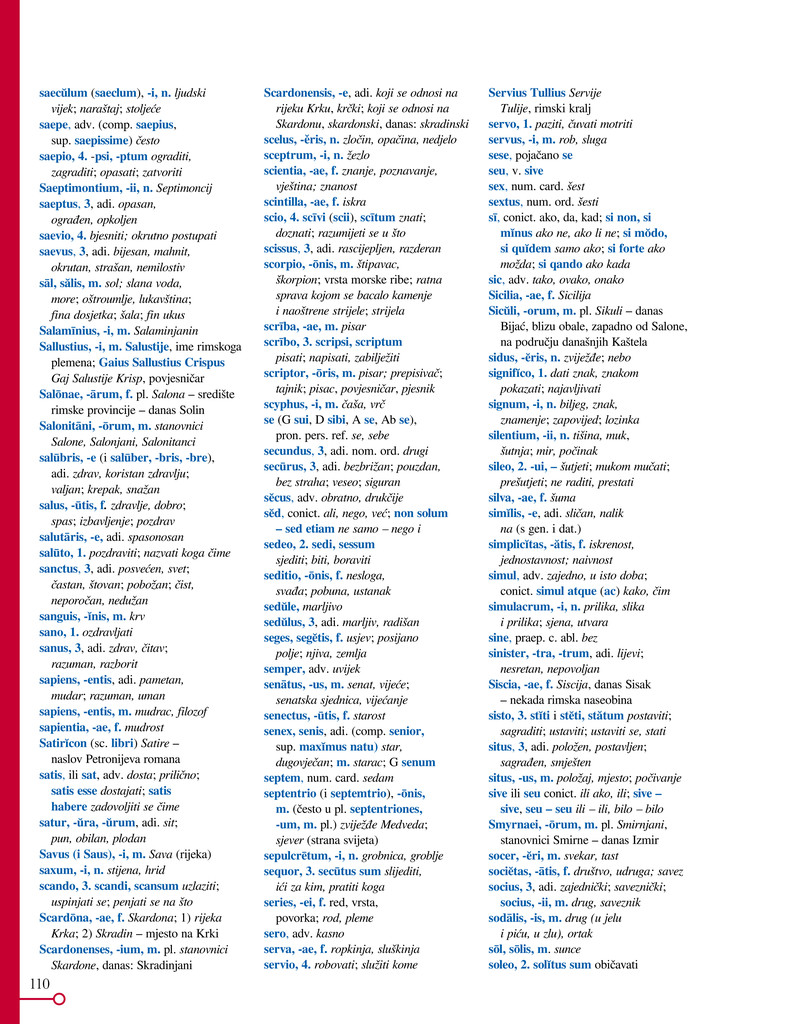 saecŭlum (saeclum), -i, n. ljudski
vijek; naraštaj; stoljeće
saepe, adv. (comp. saepius,
sup. saepissime) često
saepio, 4. -psi, -ptum ograditi,
zagraditi; opasati; zatvoriti
Saeptimontium, -ii, n. Septimoncij
saeptus, 3, adi. opasan,
ograđen, opkoljen
saevio, 4. bjesniti; okrutno postupati
saevus, 3, adi. bijesan, mahnit,
okrutan, strašan, nemilostiv
sāl, sălis, m. sol; slana voda,
more; oštroumlje, lukavština;
fina dosjetka; šala; fin ukus
Salamīnius, -i, m. Salaminjanin
Sallustius, -i, m. Salustije, ime rimskoga
plemena; Gaius Sallustius Crispus
Gaj Salustije Krisp, povjesničar
Salōnae, -ārum, f. pl. Salona – središte
rimske provincije – danas Solin
Salonitāni, -ōrum, m. stanovnici
Salone, Salonjani, Salonitanci
salūbris, -e (i salūber, -bris, -bre),
adi. zdrav, koristan zdravlju;
valjan; krepak, snažan
salus, -ūtis, f. zdravlje, dobro;
spas; izbavljenje; pozdrav
salutāris, -e, adi. spasonosan
salūto, 1. pozdraviti; nazvati koga čime
sanctus, 3, adi. posvećen, svet;
častan, štovan; pobožan; čist,
neporočan, nedužan
sanguis, -ĭnis, m. krv
sano, 1. ozdravljati
sanus, 3, adi. zdrav, čitav;
razuman, razborit
sapiens, -entis, adi. pametan,
mudar; razuman, uman
sapiens, -entis, m. mudrac, filozof
sapientia, -ae, f. mudrost
Satirĭcon (sc. libri) Satire –
naslov Petronijeva romana
satis, ili sat, adv. dosta; prilično;
satis esse dostajati; satis
habere zadovoljiti se čime
satur, -ŭra, -ŭrum, adi. sit;
pun, obilan, plodan
Savus (i Saus), -i, m. Sava (rijeka)
saxum, -i, n. stijena, hrid
scando, 3. scandi, scansum uzlaziti;
uspinjati se; penjati se na što
Scardōna, -ae, f. Skardona; 1) rijeka
Krka; 2) Skradin – mjesto na Krki
Scardonenses, -ium, m. pl. stanovnici
Skardone, danas: Skradinjani
Scardonensis, -e, adi. koji se odnosi na
rijeku Krku, krčki; koji se odnosi na
Skardonu, skardonski, danas: skradinski
scelus, -ĕris, n. zločin, opačina, nedjelo
sceptrum, -i, n. žezlo
scientia, -ae, f. znanje, poznavanje,
vještina; znanost
scintilla, -ae, f. iskra
scio, 4. scīvi (scii), scītum znati;
doznati; razumijeti se u što
scissus, 3, adi. rascijepljen, razderan
scorpio, -ōnis, m. štipavac,
škorpion; vrsta morske ribe; ratna
sprava kojom se bacalo kamenje
i naoštrene strijele; strijela
scrība, -ae, m. pisar
scrībo, 3. scripsi, scriptum
pisati; napisati, zabilježiti
scriptor, -ōris, m. pisar; prepisivač;
tajnik; pisac, povjesničar, pjesnik
scyphus, -i, m. čaša, vrč
se (G sui, D sibi, A se, Ab se),
pron. pers. ref. se, sebe
secundus, 3, adi. nom. ord. drugi
secūrus, 3, adi. bezbrižan; pouzdan,
bez straha; veseo; siguran
sĕcus, adv. obratno, drukčije
sĕd, conict. ali, nego, već; non solum
– sed etiam ne samo – nego i
sedeo, 2. sedi, sessum
sjediti; biti, boraviti
seditio, -ōnis, f. nesloga,
svađa; pobuna, ustanak
sedŭle, marljivo
sedŭlus, 3, adi. marljiv, radišan
seges, segĕtis, f. usjev; posijano
polje; njiva, zemlja
semper, adv. uvijek
senātus, -us, m. senat, vijeće;
senatska sjednica, vijećanje
senectus, -ūtis, f. starost
senex, senis, adi. (comp. senior,
sup. maxĭmus natu) star,
dugovječan; m. starac; G senum
septem, num. card. sedam
septentrio (i septemtrio), -ōnis,
m. (često u pl. septentriones,
-um, m. pl.) zviježđe Medveda;
sjever (strana svijeta)
sepulcrētum, -i, n. grobnica, groblje
sequor, 3. secūtus sum slijediti,
ići za kim, pratiti koga
series, -ei, f. red, vrsta,
povorka; rod, pleme
sero, adv. kasno
serva, -ae, f. ropkinja, sluškinja
servio, 4. robovati; služiti kome
Servius Tullius Servije
Tulije, rimski kralj
servo, 1. paziti, čuvati motriti
servus, -i, m. rob, sluga
sese, pojačano se
seu, v. sive
sex, num. card. šest
sextus, num. ord. šesti
sī, conict. ako, da, kad; si non, si
mĭnus ako ne, ako li ne; si mŏdo,
si quĭdem samo ako; si forte ako
možda; si qando ako kada
sic, adv. tako, ovako, onako
Sicilia, -ae, f. Sicilija
Sicŭli, -orum, m. pl. Sikuli – danas
Bijać, blizu obale, zapadno od Salone,
na području današnjih Kaštela
sidus, -ĕris, n. zviježđe; nebo
signifĭco, 1. dati znak, znakom
pokazati; najavljivati
signum, -i, n. biljeg, znak,
znamenje; zapovijed; lozinka
silentium, -ii, n. tišina, muk,
šutnja; mir, počinak
sileo, 2. -ui, – šutjeti; mukom mučati;
prešutjeti; ne raditi, prestati
silva, -ae, f. šuma
simĭlis, -e, adi. sličan, nalik
na (s gen. i dat.)
simplicĭtas, -ātis, f. iskrenost,
jednostavnost; naivnost
simul, adv. zajedno, u isto doba;
conict. simul atque (ac) kako, čim
simulacrum, -i, n. prilika, slika
i prilika; sjena, utvara
sine, praep. c. abl. bez
sinister, -tra, -trum, adi. lijevi;
nesretan, nepovoljan
Siscia, -ae, f. Siscija, danas Sisak
– nekada rimska naseobina
sisto, 3. stĭti i stĕti, stătum postaviti;
sagraditi; ustaviti; ustaviti se, stati
situs, 3, adi. položen, postavljen;
sagrađen, smješten
situs, -us, m. položaj, mjesto; počivanje
sive ili seu conict. ili ako, ili; sive –
sive, seu – seu ili – ili, bilo – bilo
Smyrnaei, -ōrum, m. pl. Smirnjani,
stanovnici Smirne – danas Izmir
socer, -ĕri, m. svekar, tast
sociĕtas, -ātis, f. društvo, udruga; savez
socius, 3, adi. zajednički; saveznički;
socius, -ii, m. drug, saveznik
sodālis, -is, m. drug (u jelu
i piću, u zlu), ortak
sōl, sōlis, m. sunce
soleo, 2. solĭtus sum običavati
110